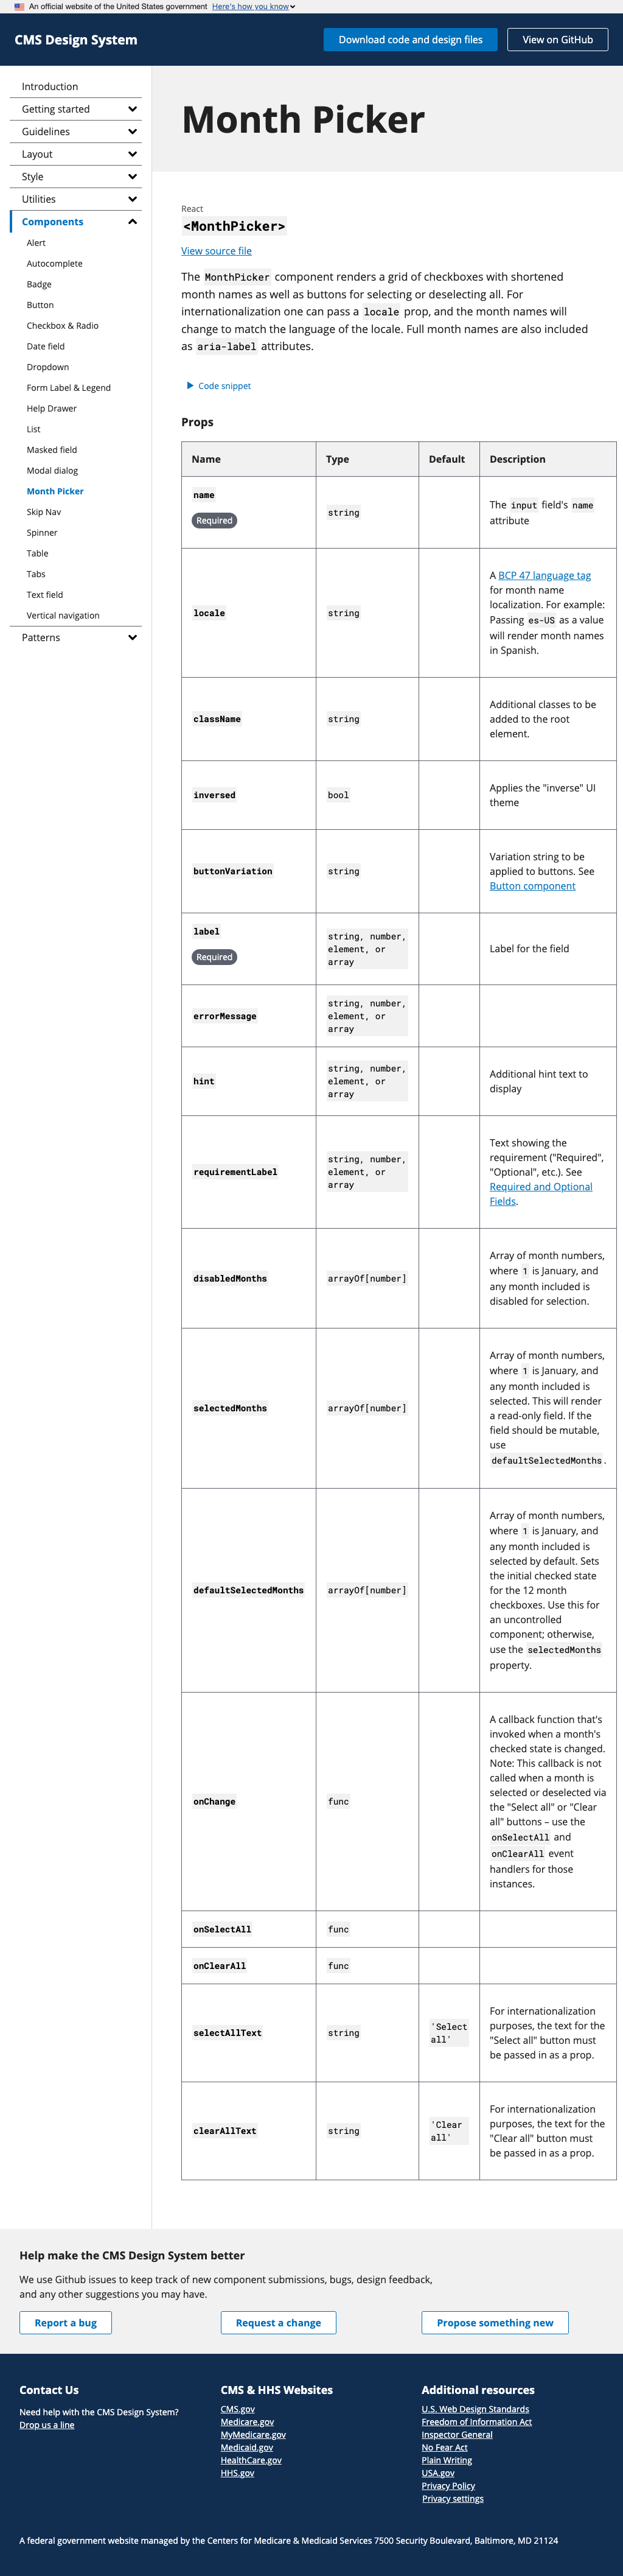 An official website of the United States government Here's how you know
CMS Design System
Download code and design files
View on GitHub
Introduction
Getting started
Guidelines
Layout
Style
Utilities
Components
Alert
Autocomplete
Badge
Button
Checkbox & Radio
Date field
Dropdown
Form Label & Legend
Help Drawer
List
Masked field
Modal dialog
Month Picker
Skip Nav
Spinner
Table
Tabs
Text field
Vertical navigation
Patterns
Month Picker
React
<MonthPicker>
View source file
The MonthPicker component renders a grid of checkboxes with shortened
month names as well as buttons for selecting or deselecting all. For
internationalization one can pass a locale prop, and the month names will
change to match the language of the locale. Full month names are also included
as aria-label attributes.
Code snippet
Props
Name Type Default Description
name
Required
string
The input field's name
attribute
locale
string
A BCP 47 language tag
for month name
localization. For example:
Passing es-US as a value
will render month names
in Spanish.
className
string
Additional classes to be
added to the root
element.
inversed
bool
Applies the "inverse" UI
theme
buttonVariation
string
Variation string to be
applied to buttons. See
Button component
label
Required
string, number,
element, or
array
Label for the field
errorMessage
string, number,
element, or
array
hint
string, number,
element, or
array
Additional hint text to
display
requirementLabel
string, number,
element, or
array
Text showing the
requirement ("Required",
"Optional", etc.). See
Required and Optional
Fields.
disabledMonths
arrayOf[number]
Array of month numbers,
where 1 is January, and
any month included is
disabled for selection.
selectedMonths
arrayOf[number]
Array of month numbers,
where 1 is January, and
any month included is
selected. This will render
a read-only field. If the
field should be mutable,
use
defaultSelectedMonths.
defaultSelectedMonths
arrayOf[number]
Array of month numbers,
where 1 is January, and
any month included is
selected by default. Sets
the initial checked state
for the 12 month
checkboxes. Use this for
an uncontrolled
component; otherwise,
use the selectedMonths
property.
onChange
func
A callback function that's
invoked when a month's
checked state is changed.
Note: This callback is not
called when a month is
selected or deselected via
the "Select all" or "Clear
all" buttons – use the
onSelectAll and
onClearAll event
handlers for those
instances.
onSelectAll
func
onClearAll
func
selectAllText
string
'Select
all'
For internationalization
purposes, the text for the
"Select all" button must
be passed in as a prop.
clearAllText
string
'Clear
all'
For internationalization
purposes, the text for the
"Clear all" button must
be passed in as a prop.
Help make the CMS Design System better
We use Github issues to keep track of new component submissions, bugs, design feedback,
and any other suggestions you may have.
Report a bug
Request a change
Propose something new
Contact Us
Need help with the CMS Design System?
Drop us a line
CMS & HHS Websites
CMS.gov
Medicare.gov
MyMedicare.gov
Medicaid.gov
HealthCare.gov
HHS.gov
Additional resources
U.S. Web Design Standards
Freedom of Information Act
Inspector General
No Fear Act
Plain Writing
USA.gov
Privacy Policy
Privacy settings
A federal government website managed by the Centers for Medicare & Medicaid Services 7500 Security Boulevard, Baltimore, MD 21124